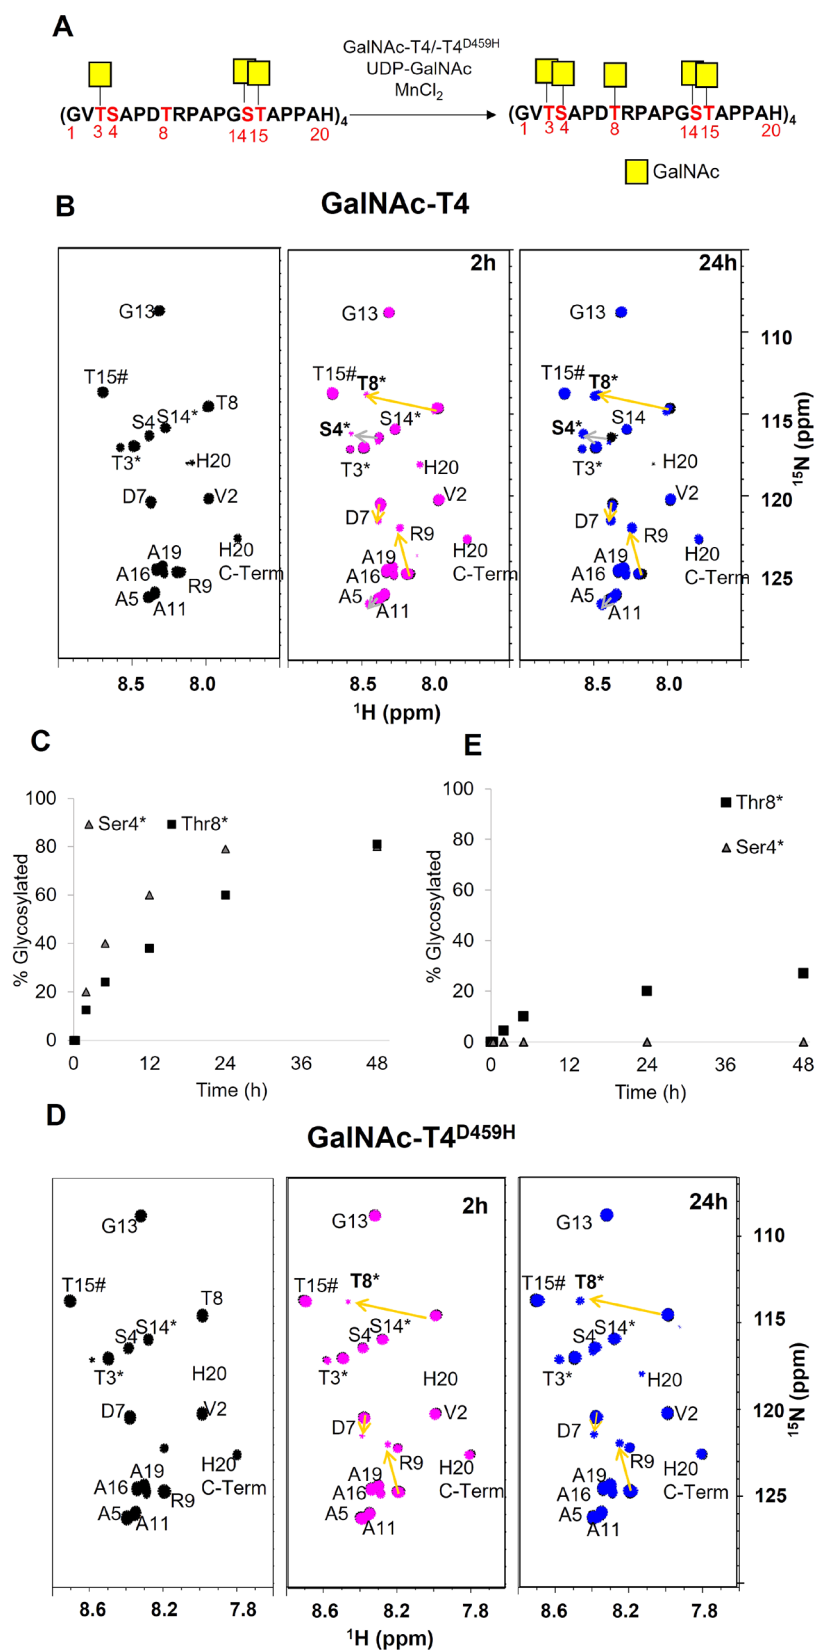 A
GalNAc-T4/-T4D459H
UDP-GalNAc
MnCl2
(GVTSAPDTRPAPGSTAPPAH)4
1 3 4 8 14 15 20
(GVTSAPDTRPAPGSTAPPAH)4
1 3 4 8 14 15 20
GalNAc
B
GalNAc-T4
G13
T15#
T8
S14*
S4
T3*
H20
D7
V2
H20
C-Term
A19
A16
R9
A5
A11
8.5 8.0
2h
G13
T15#
T8*
S14*
S4*
T3*
H20
V2
D7
R9
A19
H20
C-Term
A16
A5
A11
8.5 8.0
24h
G13
T15#
T8*
S4*
S14
T3*
H20
V2
D7
R9
A19
H20
C-Term
A16
A5
A11
8.5 8.0
110
115
120
125
15N (ppm)
1H (ppm)
C
100
80
60
40
20
0
Ser4* Thr8*
% Glycosylated
0 12 24 36 48
Time (h)
E
100
80
60
40
20
0
Thr8*
Ser4*
% Glycosylated
0 12 24 36 48
Time (h)
D
GalNAc-T4D459H
G13
T15#
T8
S14*
S4
T3*
H20
D7
V2
H20
C-Term
A19
A16
R9
A5
A11
8.6 8.2 7.8
2h
G13
T15#
T8*
S14*
S4
T3*
H20
V2
D7
R9
H20
C-Term
A19
A16
A5
A11
8.6 8.2 7.8
24h
G13
T15#
T8*
S14*
S4
T3*
H20
V2
D7
R9
H20
C-Term
A19
A16
A5
A11
8.6 8.2 7.8
110
115
120
125
15N (ppm)
1H (ppm)